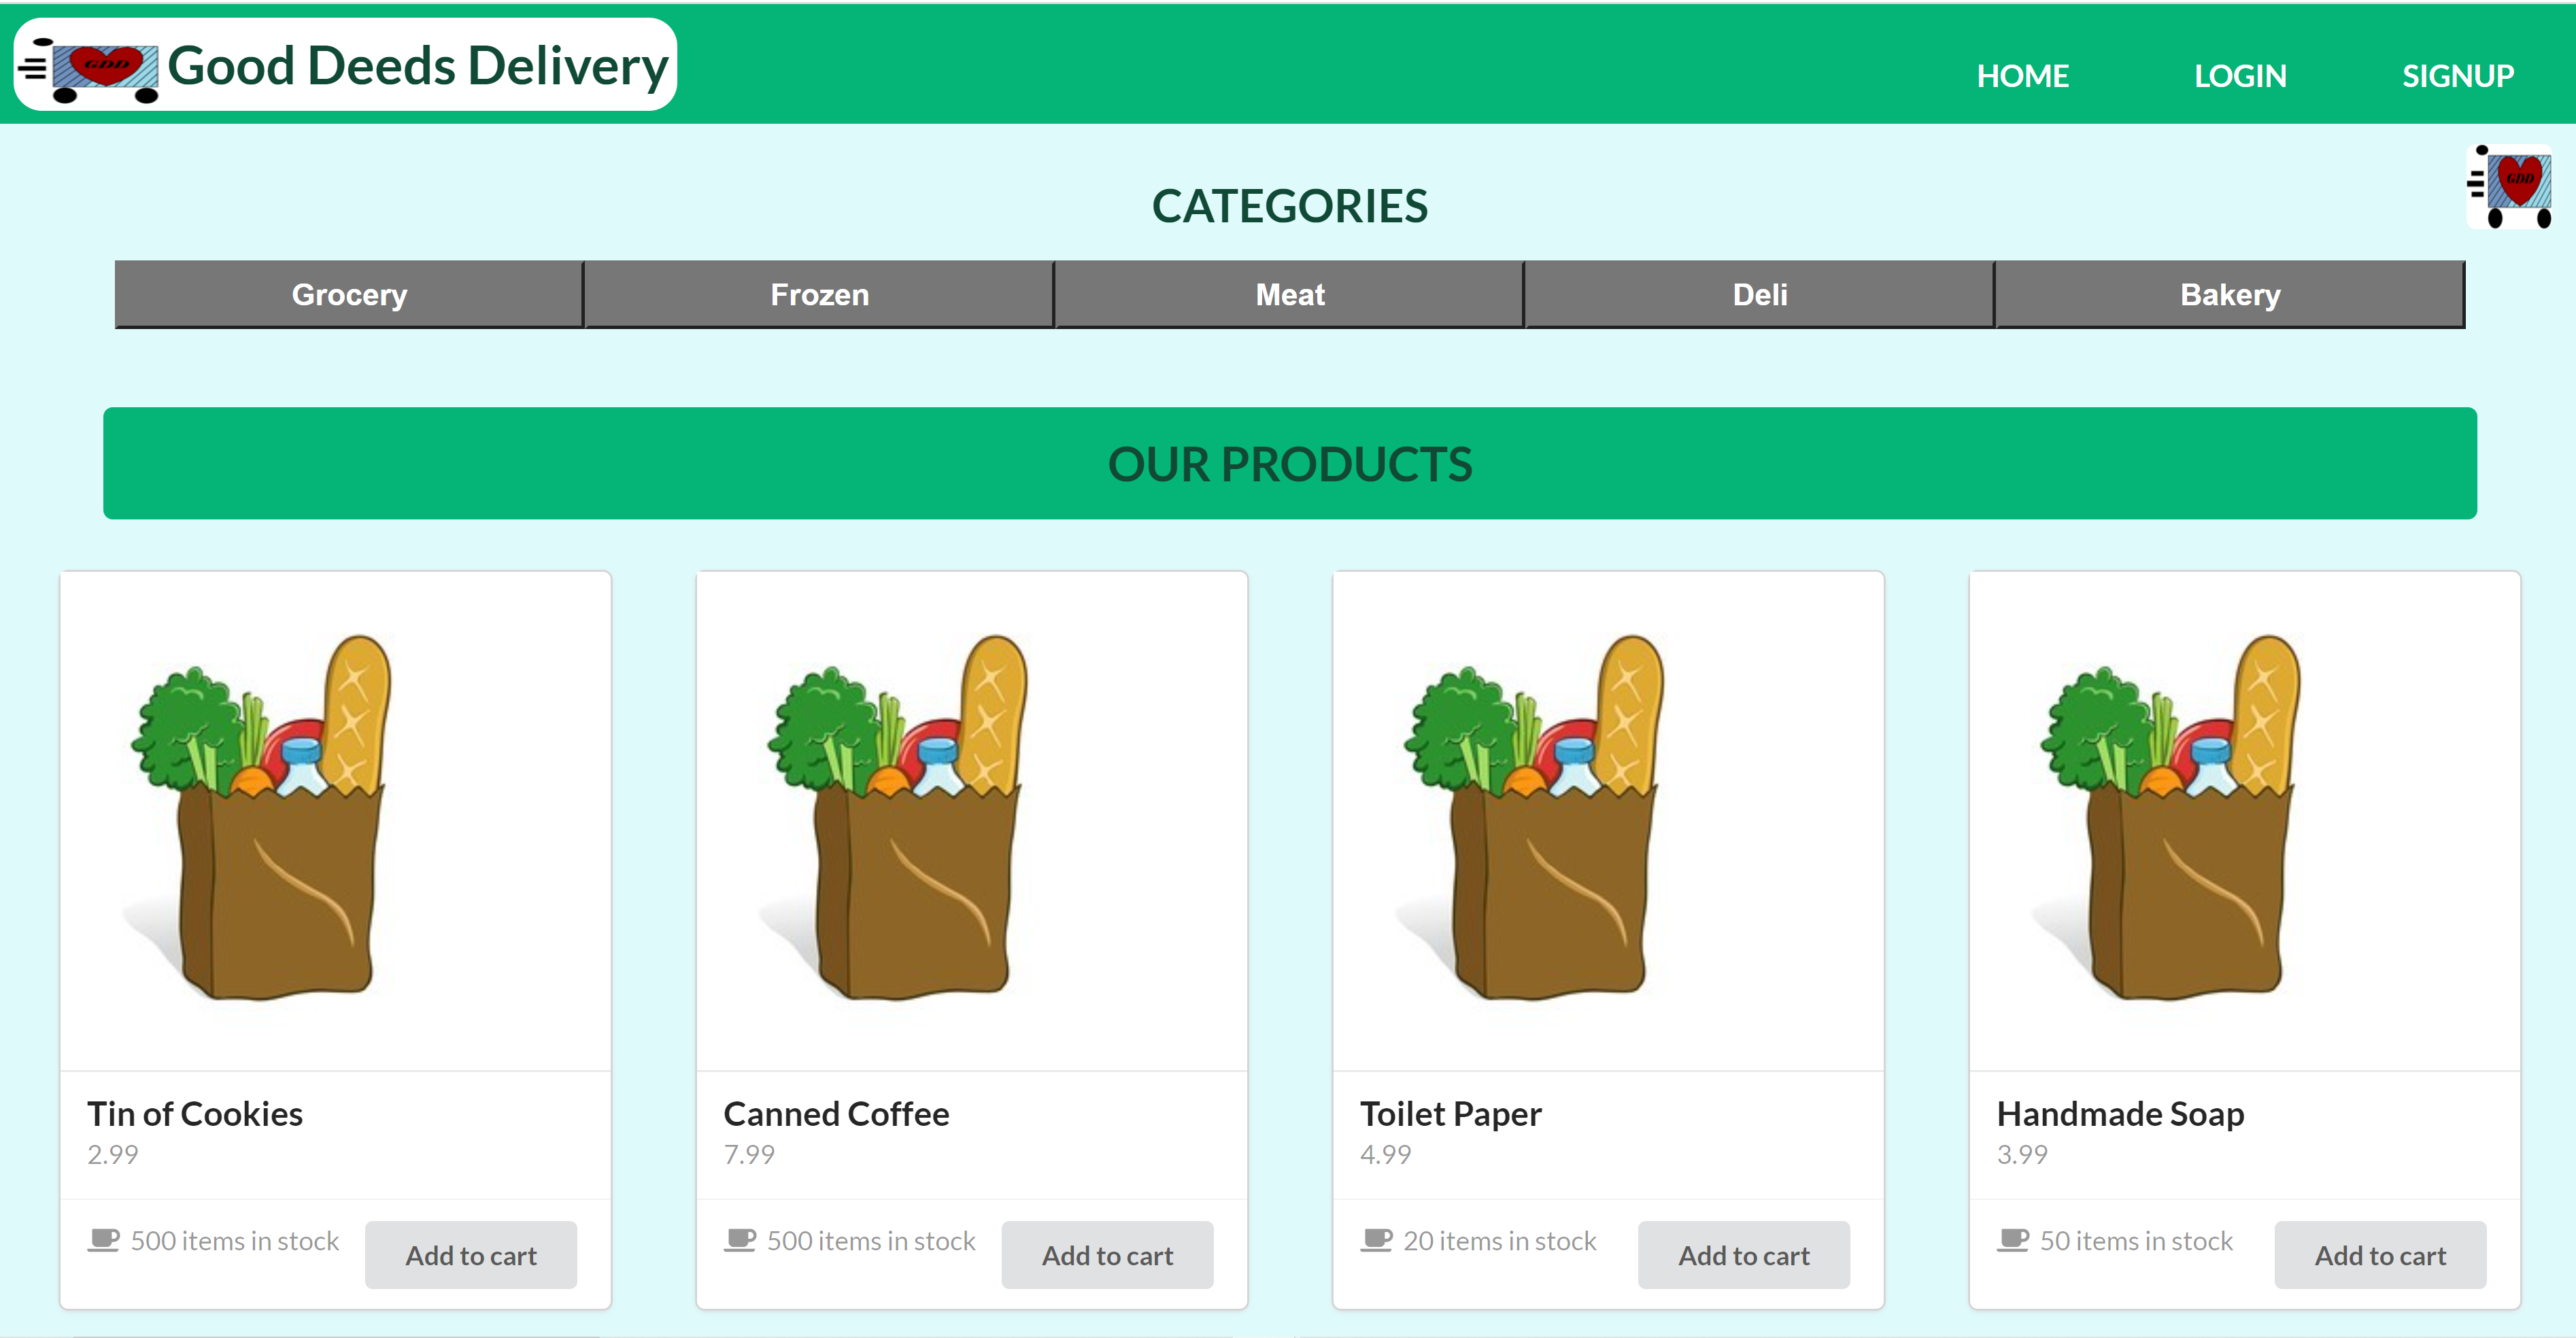 GDD
Good Deeds Delivery
HOME LOGIN SIGNUP
GDD
CATEGORIES
Grocery Frozen Meat Deli Bakery
OUR PRODUCTS
Tin of Cookies
2.99
500 items in stock
Add to cart
Canned Coffee
7.99
500 items in stock
Add to cart
Toilet Paper
4.99
20 items in stock
Add to cart
Handmade Soap
3.99
50 items in stock
Add to cart